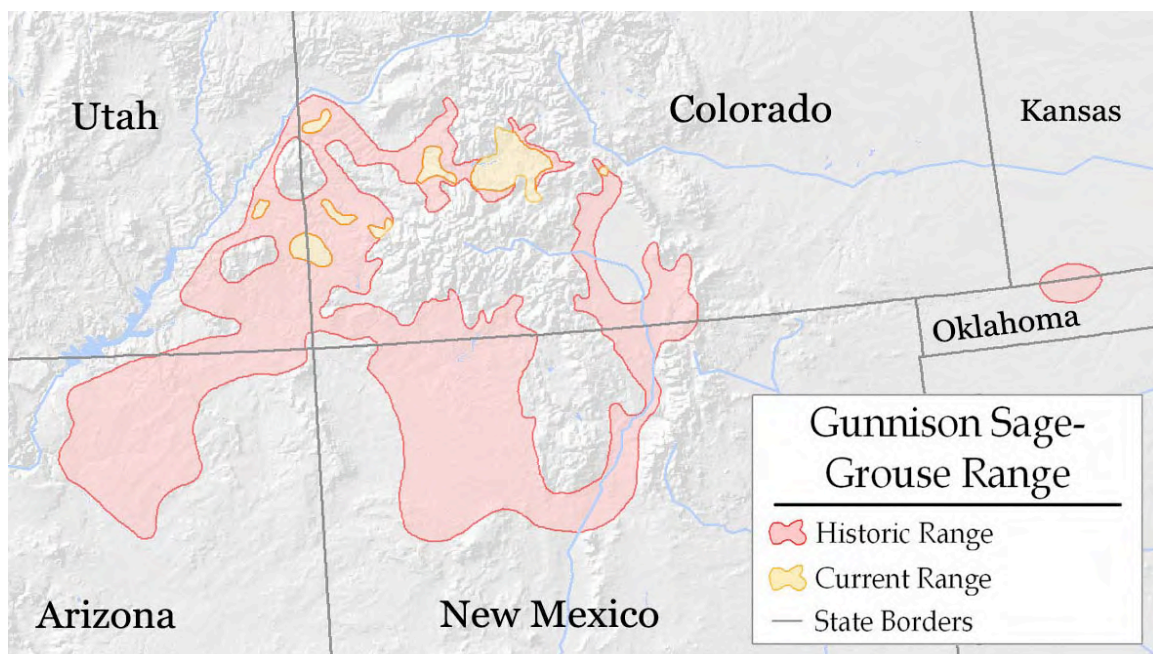 Utah
Colorado
Kansas
Oklahoma
Arizona
New Mexico
Gunnison Sage-
Grouse Range
Historic Range
Current Range
State Borders